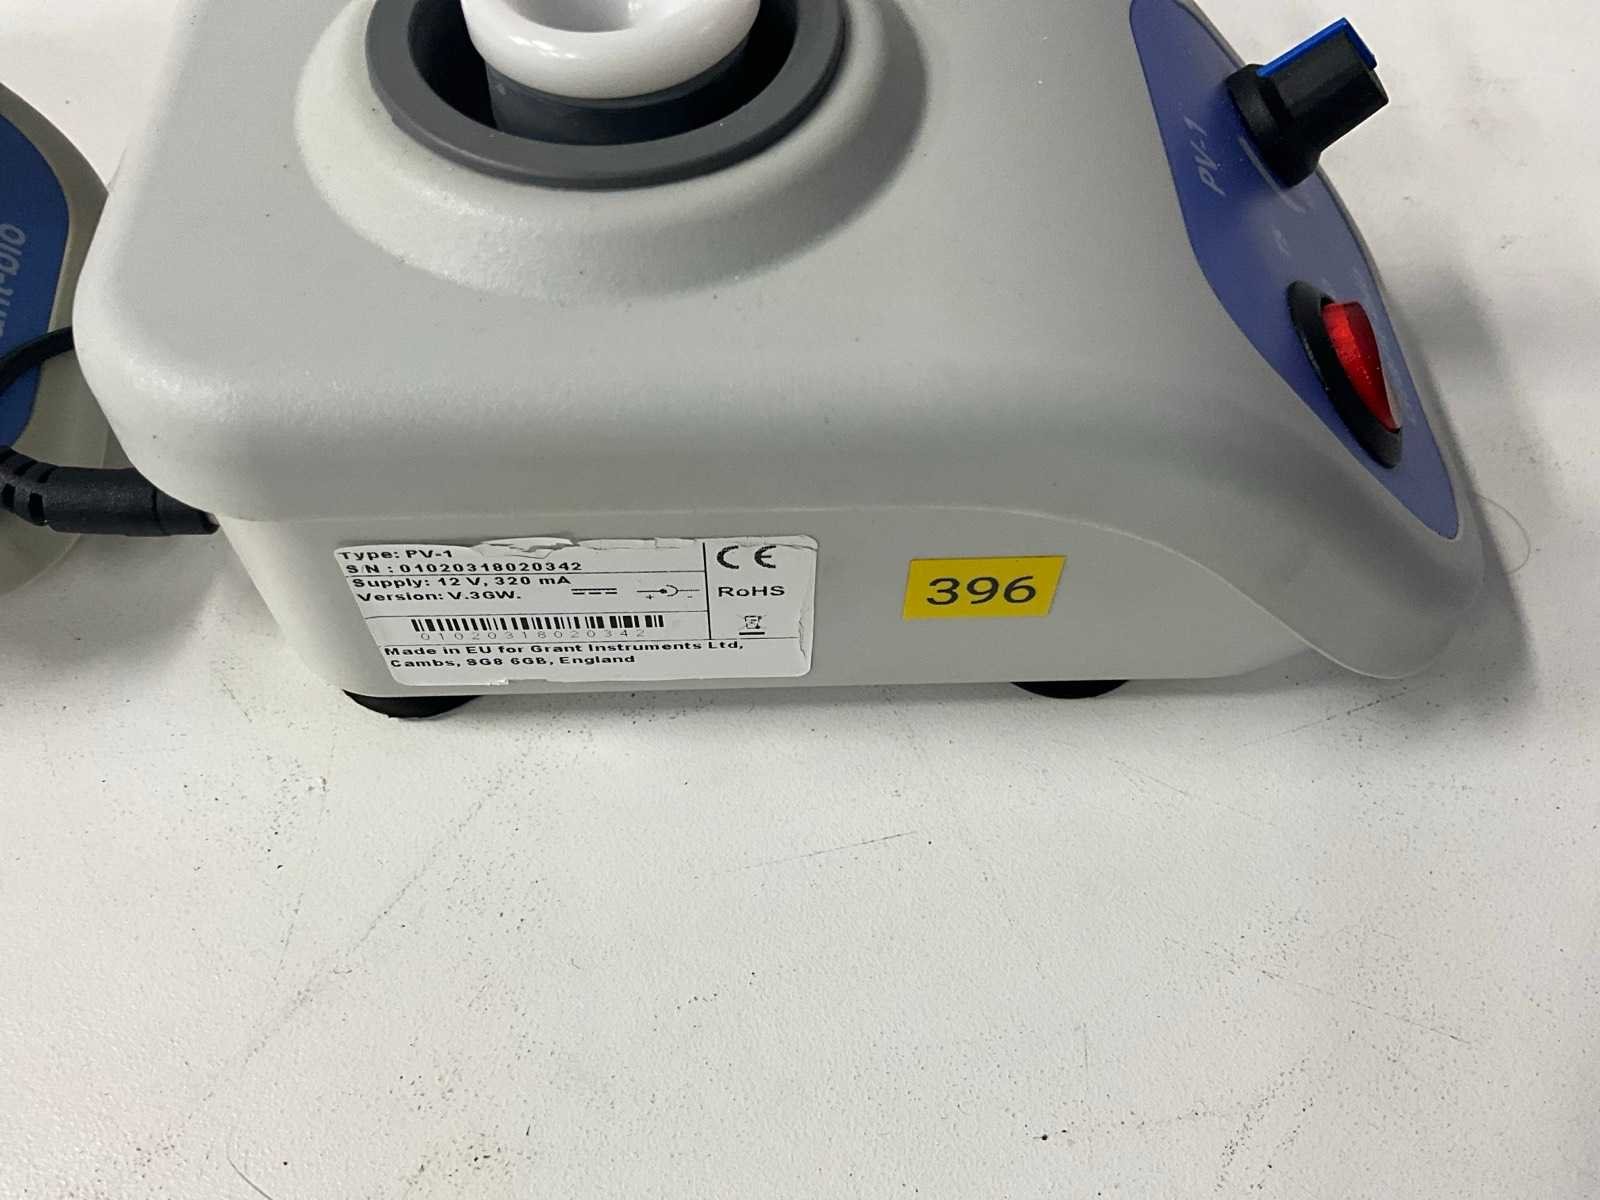 PV-1
Type: PV-1
S/N : 01020318020342
Supply: 12 V, 320 mA
Version: V.3GW.
+ -
CE
RoHS
01020318020342
Made in EU for Grant Instruments Ltd,
Cambs, SG8 6GB, England
396